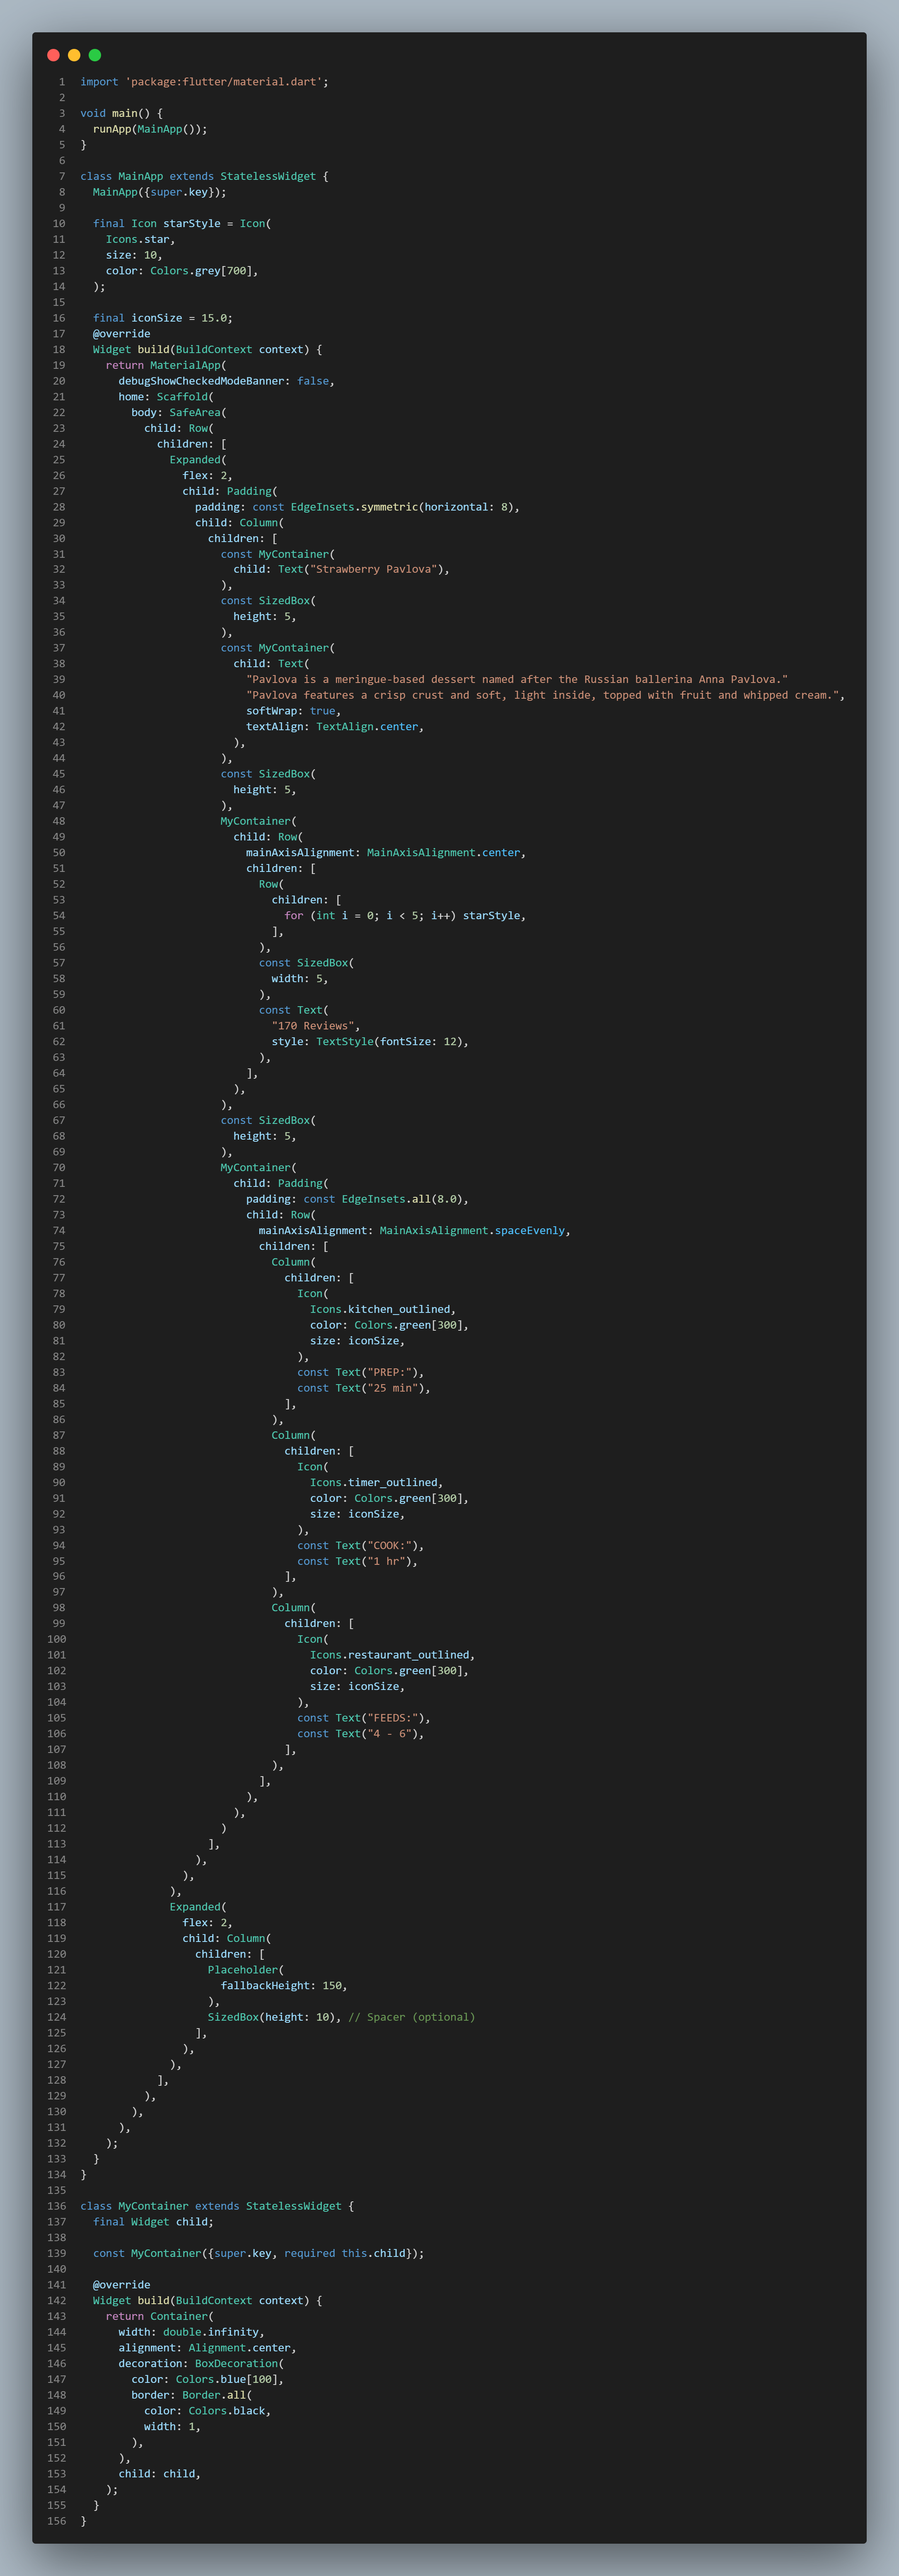 1 import 'package:flutter/material.dart';
2
3 void main() {
4   runApp(MainApp());
5 }
6
7 class MainApp extends StatelessWidget {
8   MainApp({super.key});
9
10   final Icon starStyle = Icon(
11     Icons.star,
12     size: 10,
13     color: Colors.grey[700],
14   );
15
16   final iconSize = 15.0;
17   @override
18   Widget build(BuildContext context) {
19     return MaterialApp(
20       debugShowCheckedModeBanner: false,
21       home: Scaffold(
22         body: SafeArea(
23           child: Row(
24             children: [
25               Expanded(
26                 flex: 2,
27                 child: Padding(
28                   padding: const EdgeInsets.symmetric(horizontal: 8),
29                   child: Column(
30                     children: [
31                       const MyContainer(
32                         child: Text("Strawberry Pavlova"),
33                       ),
34                       const SizedBox(
35                         height: 5,
36                       ),
37                       const MyContainer(
38                         child: Text(
39                           "Pavlova is a meringue-based dessert named after the Russian ballerina Anna Pavlova."
40                           "Pavlova features a crisp crust and soft, light inside, topped with fruit and whipped cream.",
41                           softWrap: true,
42                           textAlign: TextAlign.center,
43                         ),
44                       ),
45                       const SizedBox(
46                         height: 5,
47                       ),
48                       MyContainer(
49                         child: Row(
50                           mainAxisAlignment: MainAxisAlignment.center,
51                           children: [
52                             Row(
53                               children: [
54                                 for (int i = 0; i < 5; i++) starStyle,
55                               ],
56                             ),
57                             const SizedBox(
58                               width: 5,
59                             ),
60                             const Text(
61                               "170 Reviews",
62                               style: TextStyle(fontSize: 12),
63                             ),
64                           ],
65                         ),
66                       ),
67                       const SizedBox(
68                         height: 5,
69                       ),
70                       MyContainer(
71                         child: Padding(
72                           padding: const EdgeInsets.all(8.0),
73                           child: Row(
74                             mainAxisAlignment: MainAxisAlignment.spaceEvenly,
75                             children: [
76                               Column(
77                                 children: [
78                                   Icon(
79                                     Icons.kitchen_outlined,
80                                     color: Colors.green[300],
81                                     size: iconSize,
82                                   ),
83                                   const Text("PREP:"),
84                                   const Text("25 min"),
85                                 ],
86                               ),
87                               Column(
88                                 children: [
89                                   Icon(
90                                     Icons.timer_outlined,
91                                     color: Colors.green[300],
92                                     size: iconSize,
93                                   ),
94                                   const Text("COOK:"),
95                                   const Text("1 hr"),
96                                 ],
97                               ),
98                               Column(
99                                 children: [
100                                   Icon(
101                                     Icons.restaurant_outlined,
102                                     color: Colors.green[300],
103                                     size: iconSize,
104                                   ),
105                                   const Text("FEEDS:"),
106                                   const Text("4 - 6"),
107                                 ],
108                               ),
109                             ],
110                           ),
111                         ),
112                       )
113                     ],
114                   ),
115                 ),
116               ),
117               Expanded(
118                 flex: 2,
119                 child: Column(
120                   children: [
121                     Placeholder(
122                       fallbackHeight: 150,
123                     ),
124                     SizedBox(height: 10), // Spacer (optional)
125                   ],
126                 ),
127               ),
128             ],
129           ),
130         ),
131       ),
132     );
133   }
134 }
135
136 class MyContainer extends StatelessWidget {
137   final Widget child;
138
139   const MyContainer({super.key, required this.child});
140
141   @override
142   Widget build(BuildContext context) {
143     return Container(
144       width: double.infinity,
145       alignment: Alignment.center,
146       decoration: BoxDecoration(
147         color: Colors.blue[100],
148         border: Border.all(
149           color: Colors.black,
150           width: 1,
151         ),
152       ),
153       child: child,
154     );
155   }
156 }